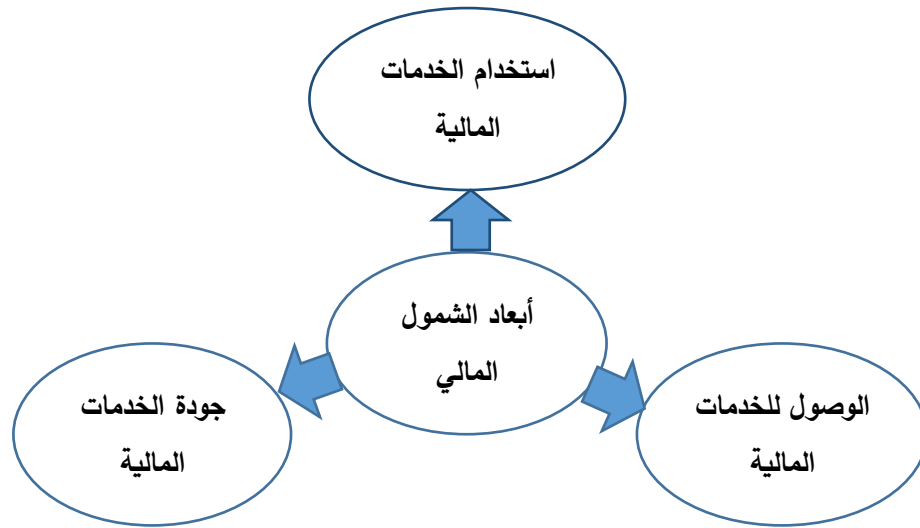 استخدام الخدمات
المالية
أبعاد الشمول
المالي
الوصول للخدمات
المالية
جودة الخدمات
المالية